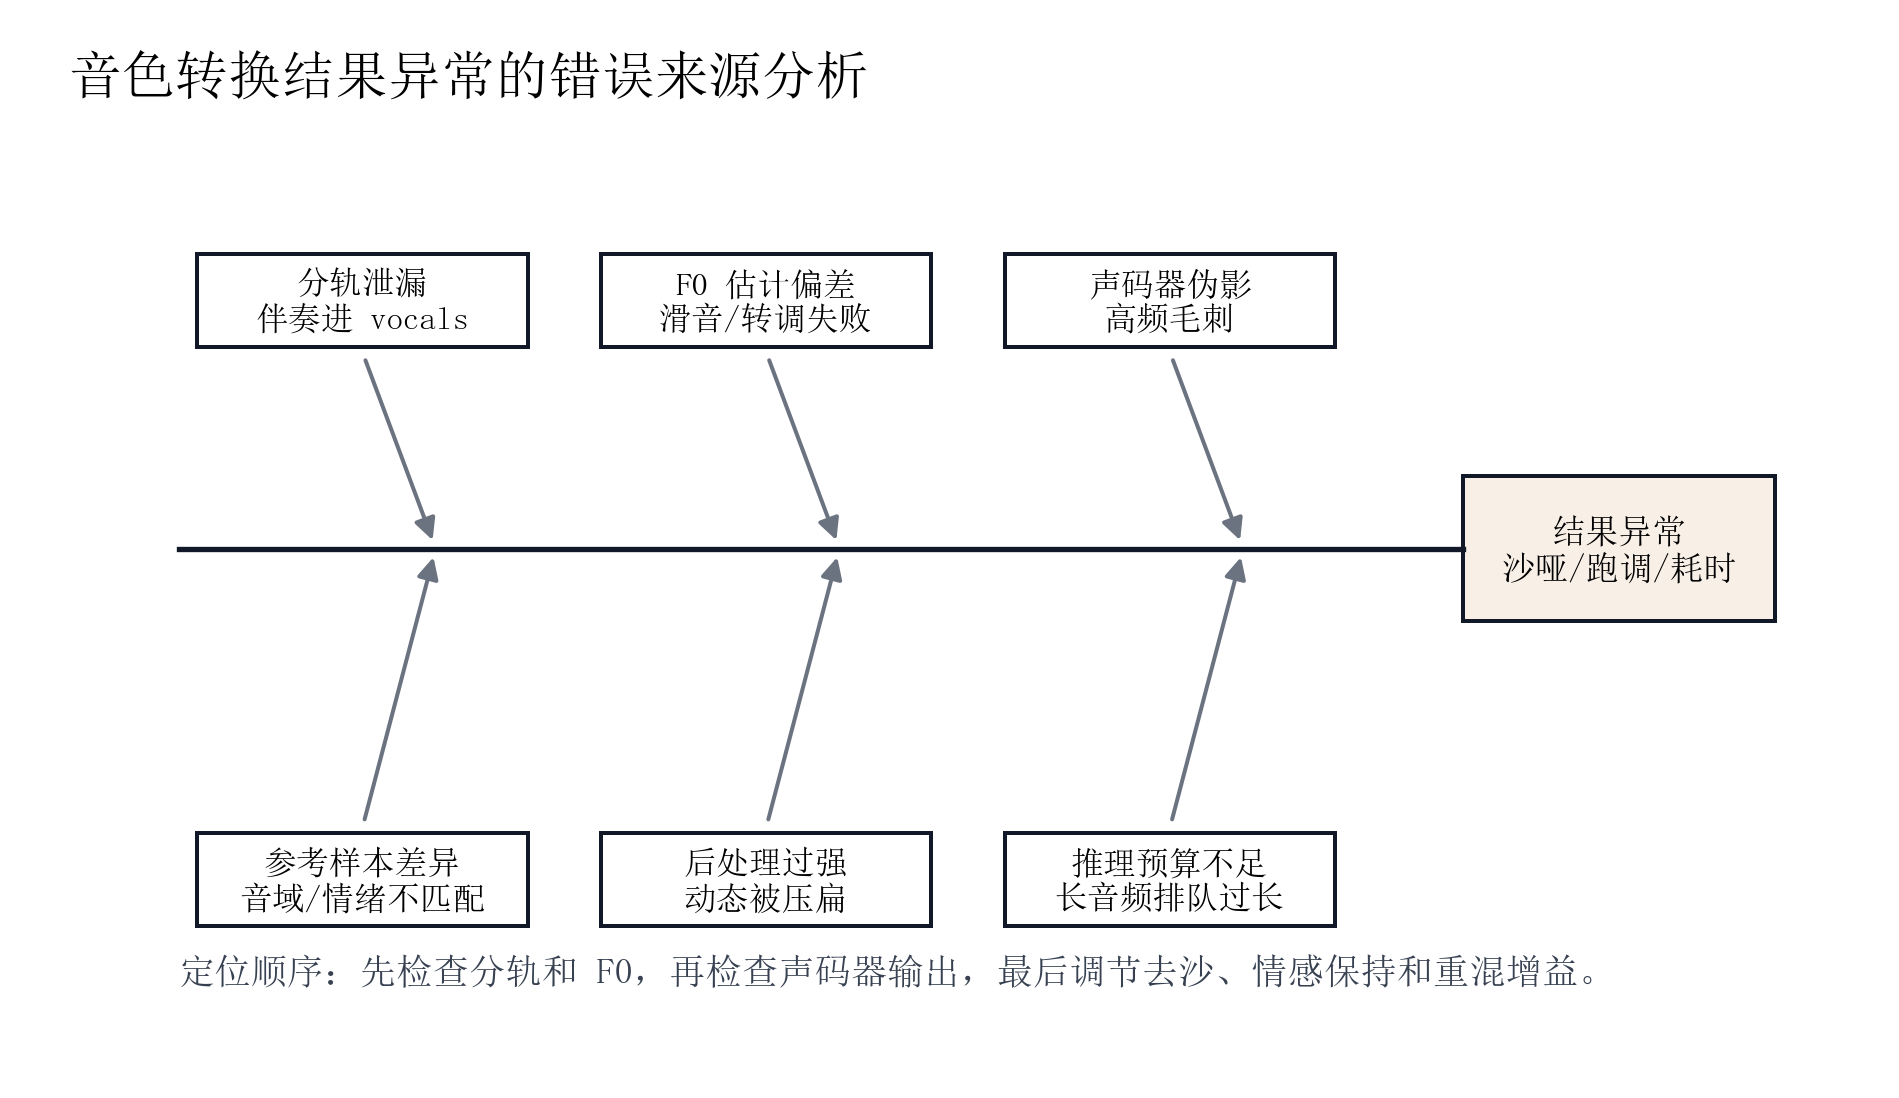 音色转换结果异常的错误来源分析
分轨泄漏
伴奏进 vocals
F0 估计偏差
滑音/转调失败
声码器伪影
高频毛刺
结果异常
沙哑/跑调/耗时
参考样本差异
音域/情绪不匹配
后处理过强
动态被压扁
推理预算不足
长音频排队过长
定位顺序：先检查分轨和 F0，再检查声码器输出，最后调节去沙、情感保持和重混增益。